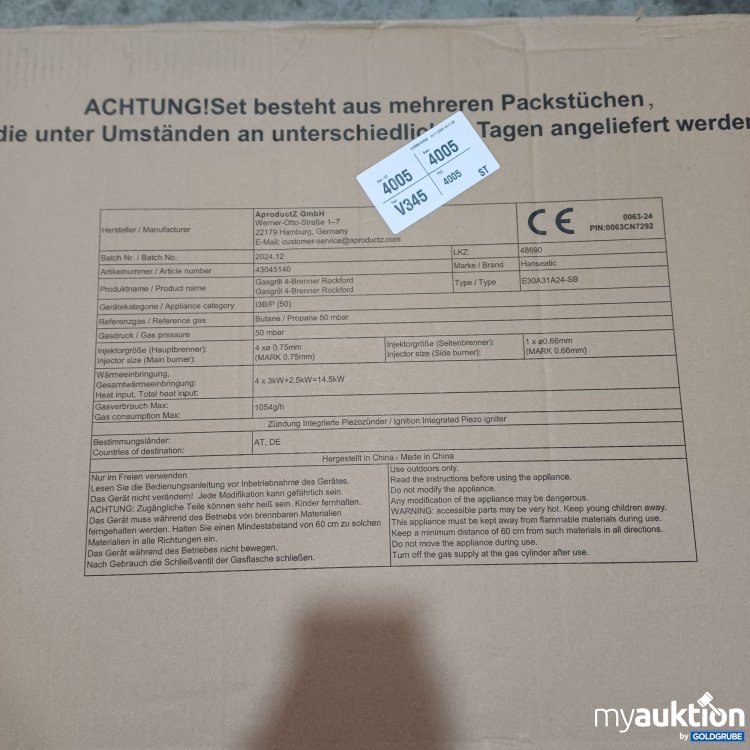 ACHTUNG!Set besteht aus mehreren Packstüchen,
die unter Umständen an unterschiedlichen Tagen angeliefert werden
4005
4005
V345
4005
ST
Hersteller / Manufacturer
AproductZ GmbH
Werner-Otto-Straße 1–7
22179 Hamburg, Germany
E-Mail: customer-service@aproductz.com
CE
0063-24
PIN:0063CN7292
Batch Nr. / Batch No.
2024.12
LKZ:
48690
Artikelnummer / Article number
43045140
Marke / Brand
Hanseatic
Produktname / Product name
Gasgrill 4-Brenner Rockford
Gasgrill 4-Brenner Rockford
Type / Type
E30A31A24-SB
Gerätekategorie / Appliance category
I3B/P (50)
Referenzgas / Reference gas
Butane / Propane 50 mbar
Gasdruck / Gas pressure
50 mbar
Injektorgröße (Hauptbrenner):
Injector size (Main burner):
4 xø 0.75mm
(MARK 0.75mm)
Injektorgröße (Seitenbrenner):
Injector size (Side burner):
1 xø0.66mm
(MARK 0.66mm)
Wärmeeinbringung,
Gesamtwärmeeinbringung:
Heat input, Total heat input:
4 x 3kW+2.5kW=14.5kW
Gasverbrauch Max:
Gas consumption Max:
1054g/h
Zündung Integrierte Piezozünder / Ignition Integrated Piezo igniter
Bestimmungsländer:
Countries of destination:
AT, DE
Hergestellt in China / Made in China
Nur im Freien verwenden.
Lesen Sie die Bedienungsanleitung vor Inbetriebnahme des Gerätes.
Das Gerät nicht verändern! Jede Modifikation kann gefährlich sein.
ACHTUNG: Zugängliche Teile können sehr heiß sein. Kinder fernhalten.
Das Gerät muss während des Betriebs von brennbaren Materialien
ferngehalten werden. Halten Sie einen Mindestabstand von 60 cm zu solchen
Materialien in alle Richtungen ein.
Das Gerät während des Betriebes nicht bewegen.
Nach Gebrauch die Schließventil der Gasflasche schließen.
Use outdoors only.
Read the instructions before using the appliance.
Do not modify the appliance.
Any modification of the appliance may be dangerous.
WARNING: accessible parts may be very hot. Keep young children away.
This appliance must be kept away from flammable materials during use.
Keep a minimum distance of 60 cm from such materials in all directions.
Do not move the appliance during use.
Turn off the gas supply at the gas cylinder after use.
myauktion
by GOLDGRUBE